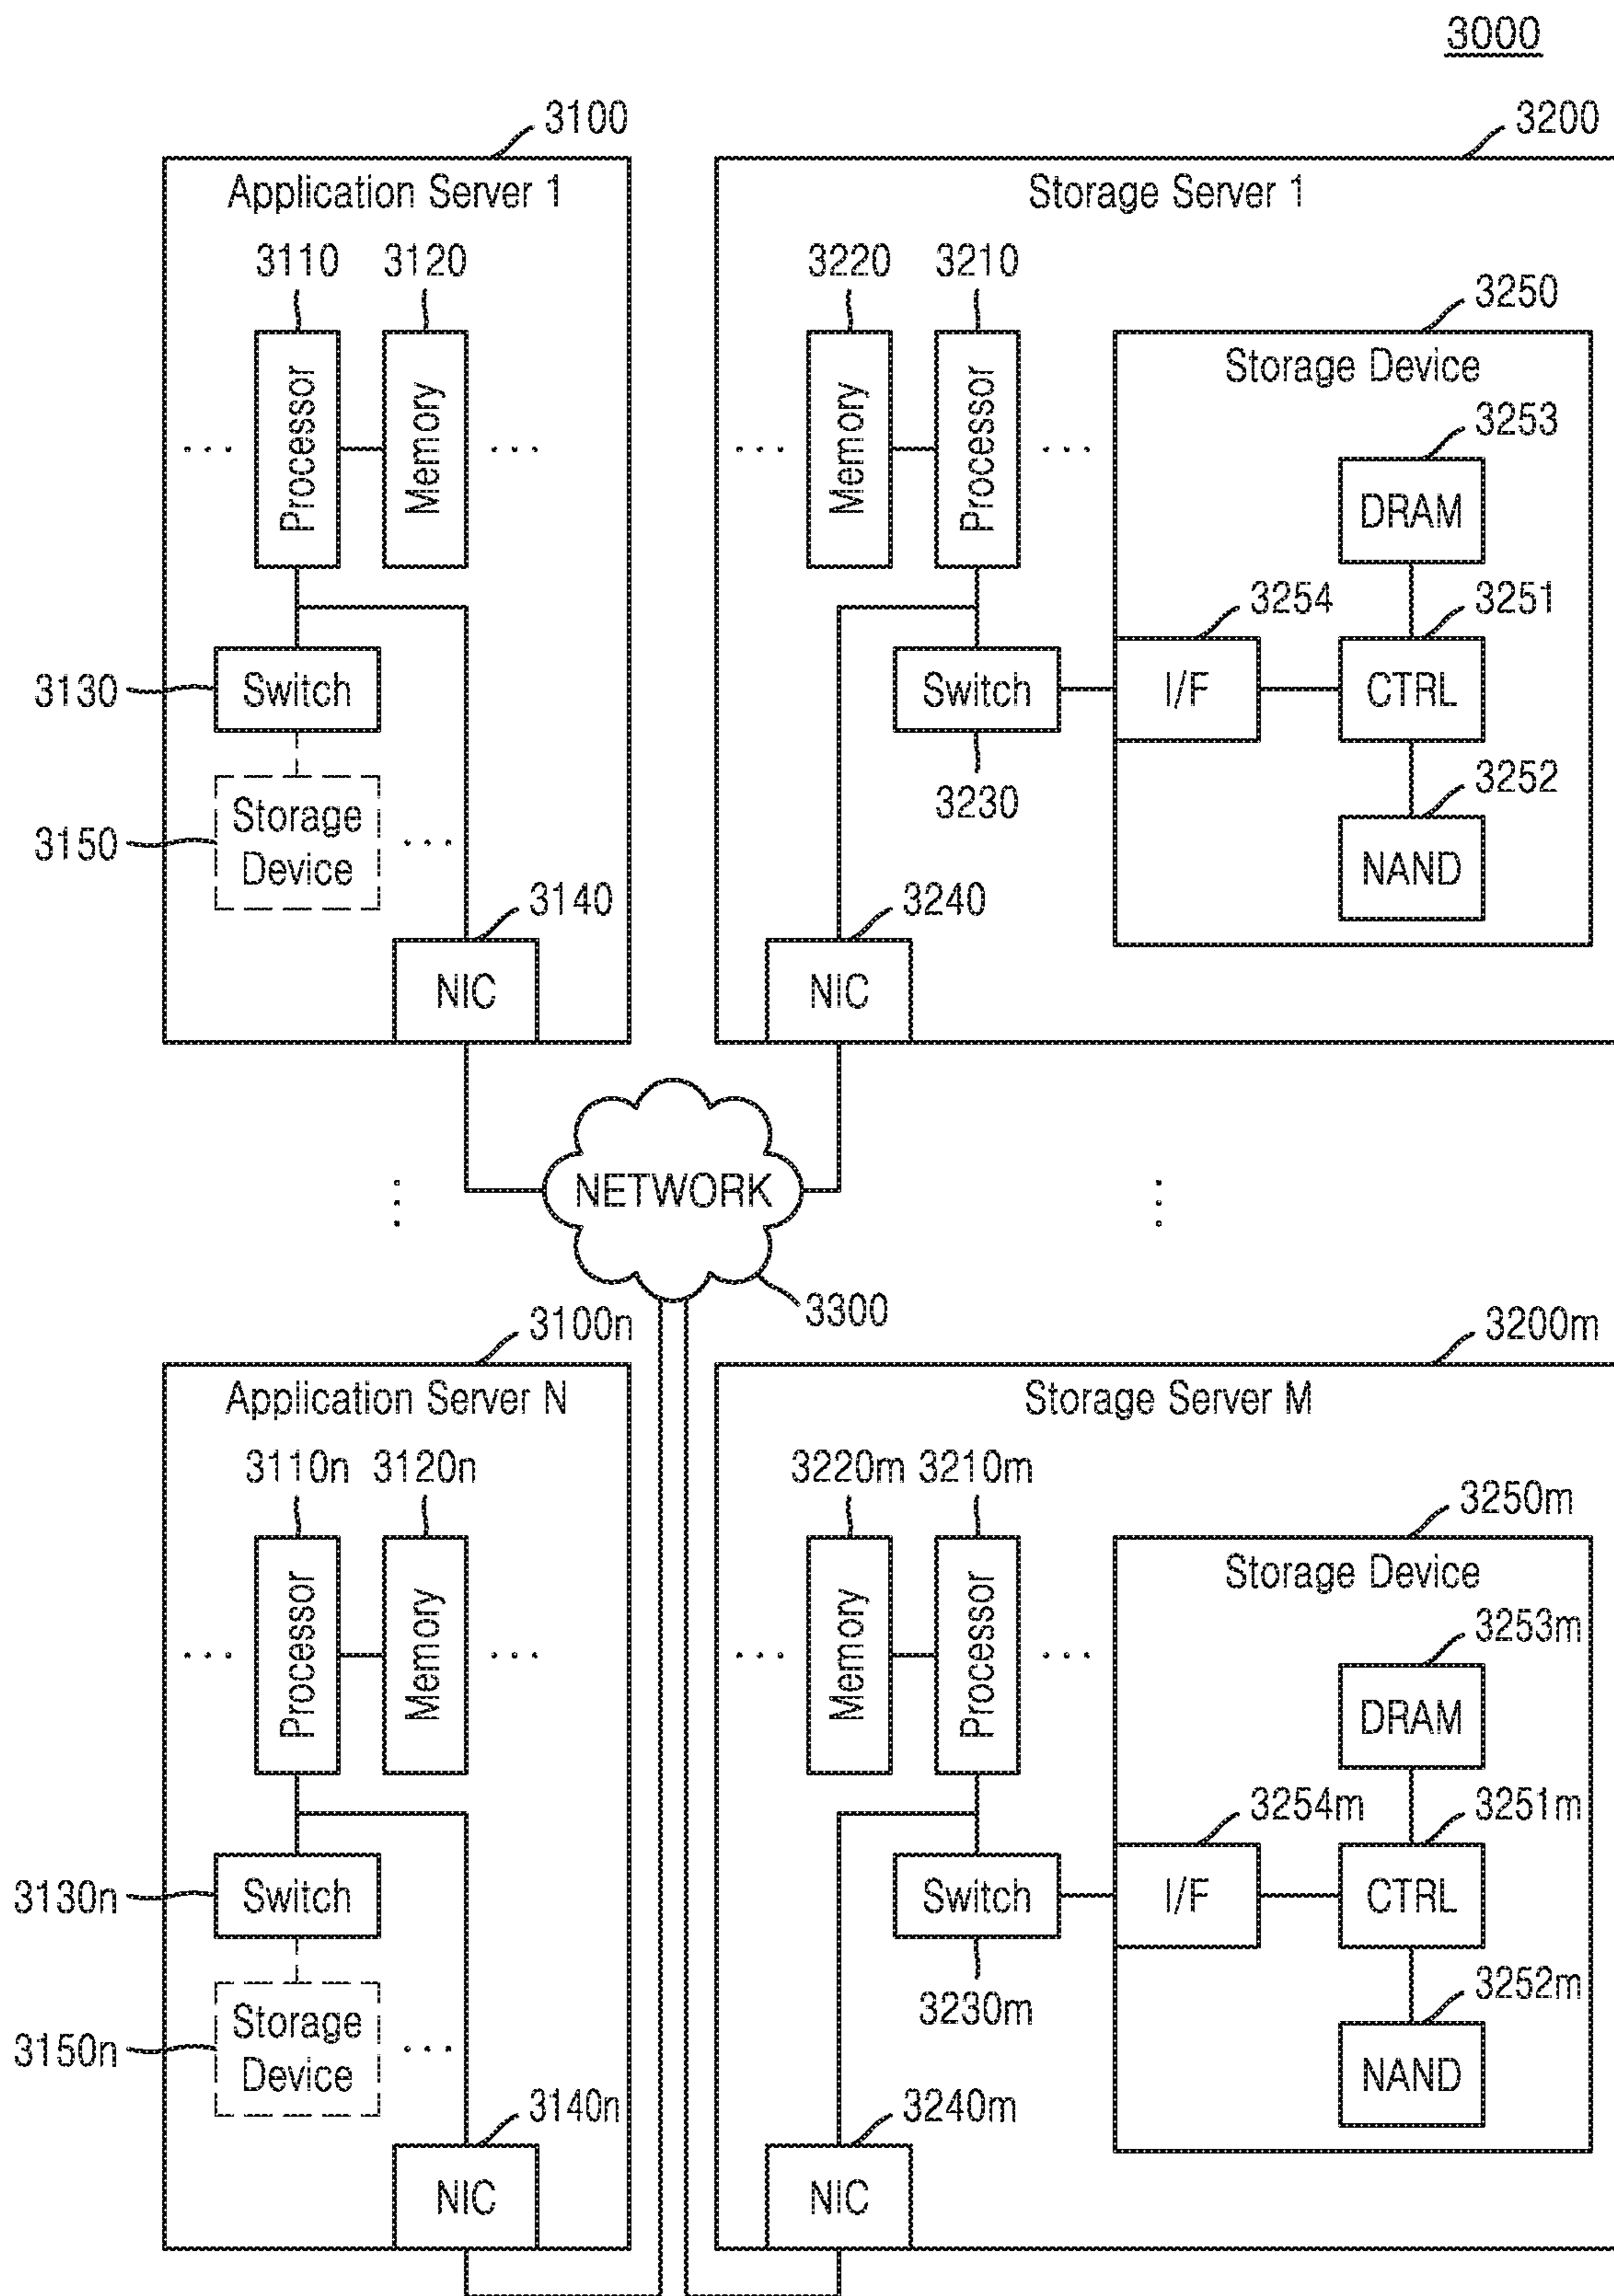 3000
3100
Application Server 1
3110
3120
Processor
Memory
3130
Switch
3150
Storage
Device
3140
NIC
3200
Storage Server 1
3220
3210
Memory
Processor
3230
Switch
3240
NIC
3250
Storage Device
3253
DRAM
3254
I/F
3251
CTRL
3252
NAND
NETWORK
3300
3100n
Application Server N
3110n
3120n
Processor
Memory
3130n
Switch
3150n
Storage
Device
3140n
NIC
3200m
Storage Server M
3220m
3210m
Memory
Processor
3230m
Switch
3240m
NIC
3250m
Storage Device
3253m
DRAM
3254m
I/F
3251m
CTRL
3252m
NAND